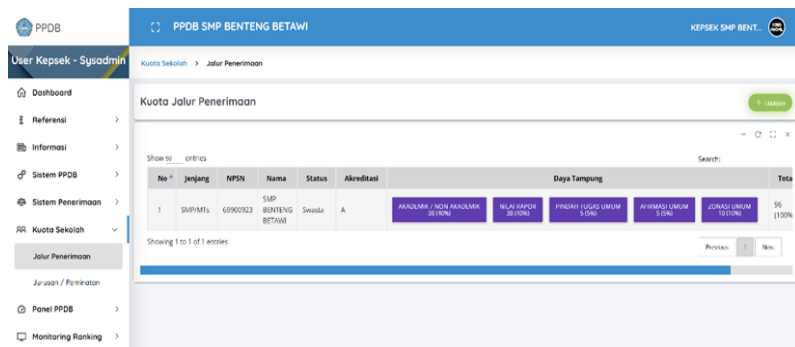 PPDB
PPDB SMP BENTENG BETAWI
KEPSEK SMP BENT...
User Kepsek - Sysadmin
Kuota Sekolah > Jalur Penerimaan
Dashboard
Referensi
Informasi
Sistem PPDB
Sistem Penerimaan
Kuota Sekolah
Jalur Penerimaan
Jurusan / Peminatan
Panel PPDB
Monitoring Ranking
Kuota Jalur Penerimaan
+ TAMBAH
Show 50 entries
Search:
No Jenjang NPSN Nama Status Akreditasi Daya Tampung Tota
1 SMP/MTs 69900923 SMP BENTENG BETAWI Swasta A
AKADEMIK / NON AKADEMIK
38 (40%)
NILAI RAPOR
38 (40%)
PINDAH TUGAS UMUM
5 (5%)
AFIRMASI UMUM
5 (5%)
ZONASI UMUM
10 (10%)
96
(100%
Showing 1 to 1 of 1 entries
Previous 1 Next